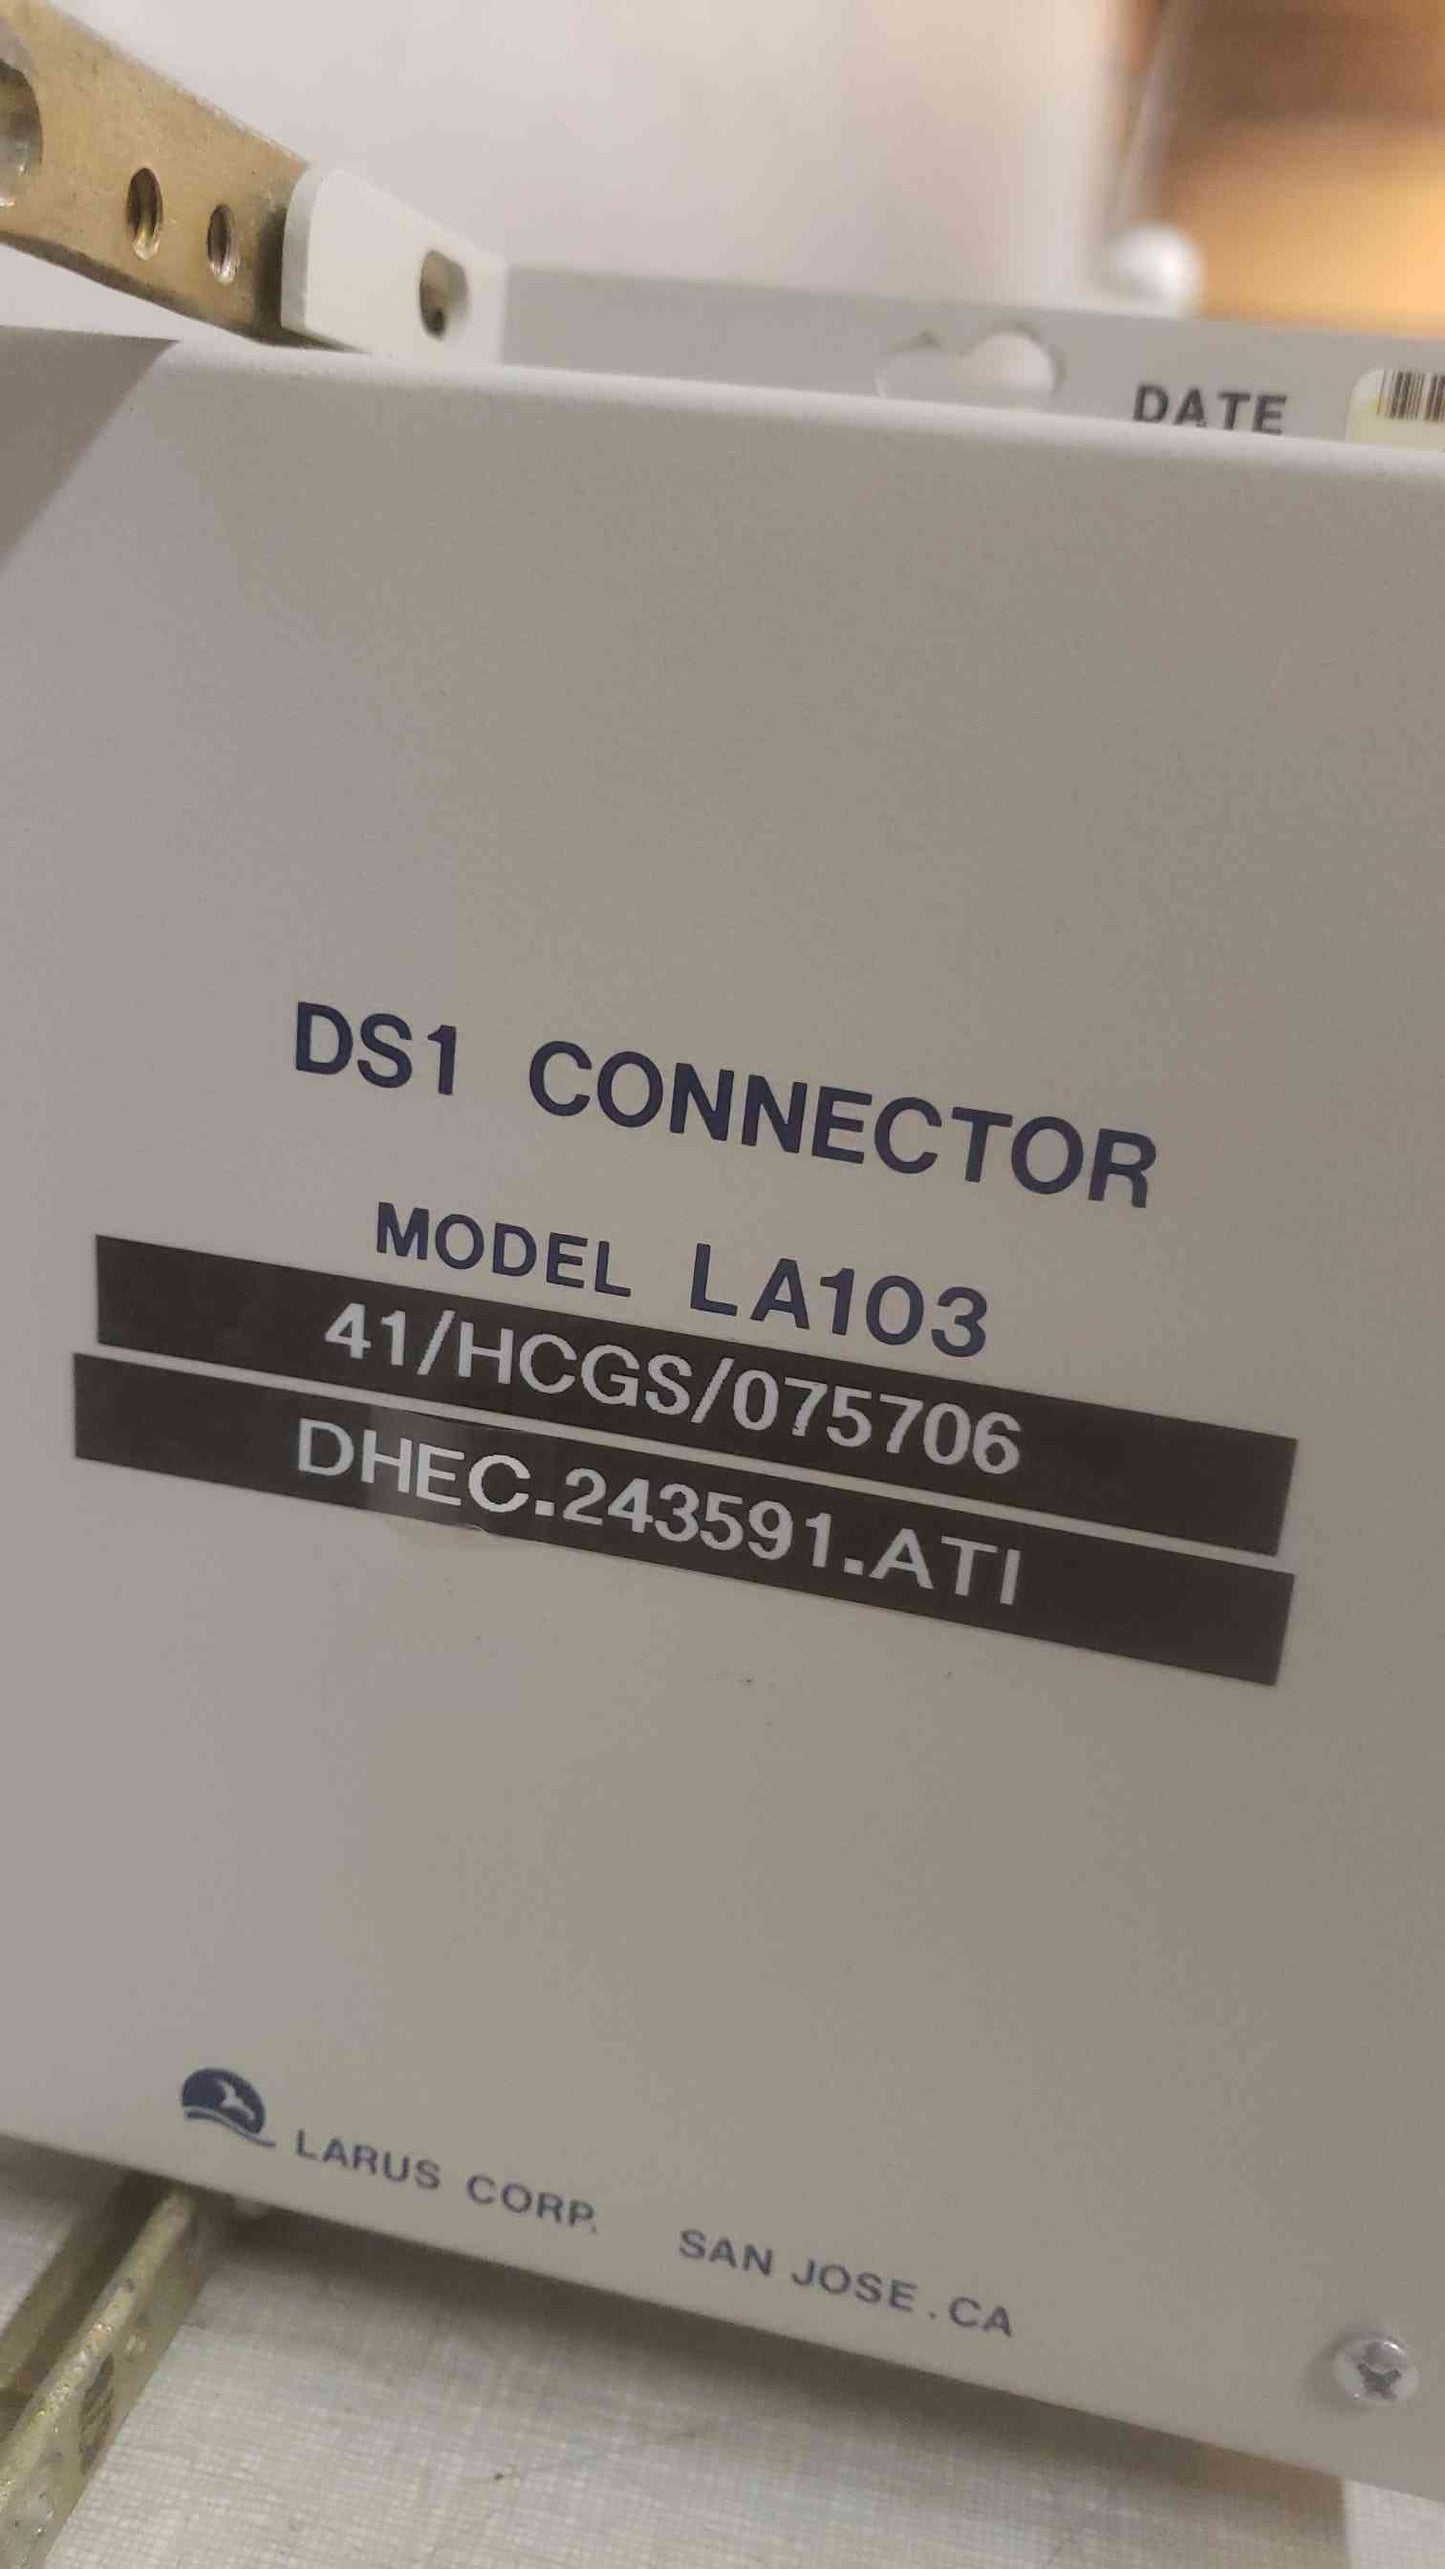 DATE
DS1 CONNECTOR
MODEL LA103
41/HCGS/075706
DHEC.243591.ATI
LARUS CORP. SAN JOSE, CA